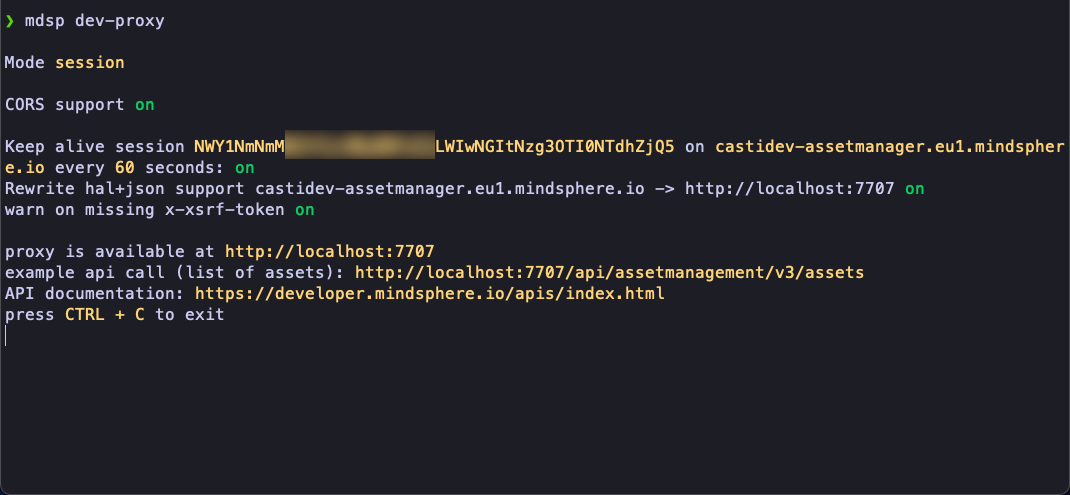 ❯ mdsp dev-proxy
Mode session
CORS support on
Keep alive session NWY1NmNmM LWIwNGItNzg3OTI0NTdhZjQ5 on castidev-assetmanager.eu1.mindspher
e.io every 60 seconds: on
Rewrite hal+json support castidev-assetmanager.eu1.mindsphere.io -> http://localhost:7707 on
warn on missing x-xsrf-token on
proxy is available at http://localhost:7707
example api call (list of assets): http://localhost:7707/api/assetmanagement/v3/assets
API documentation: https://developer.mindsphere.io/apis/index.html
press CTRL + C to exit